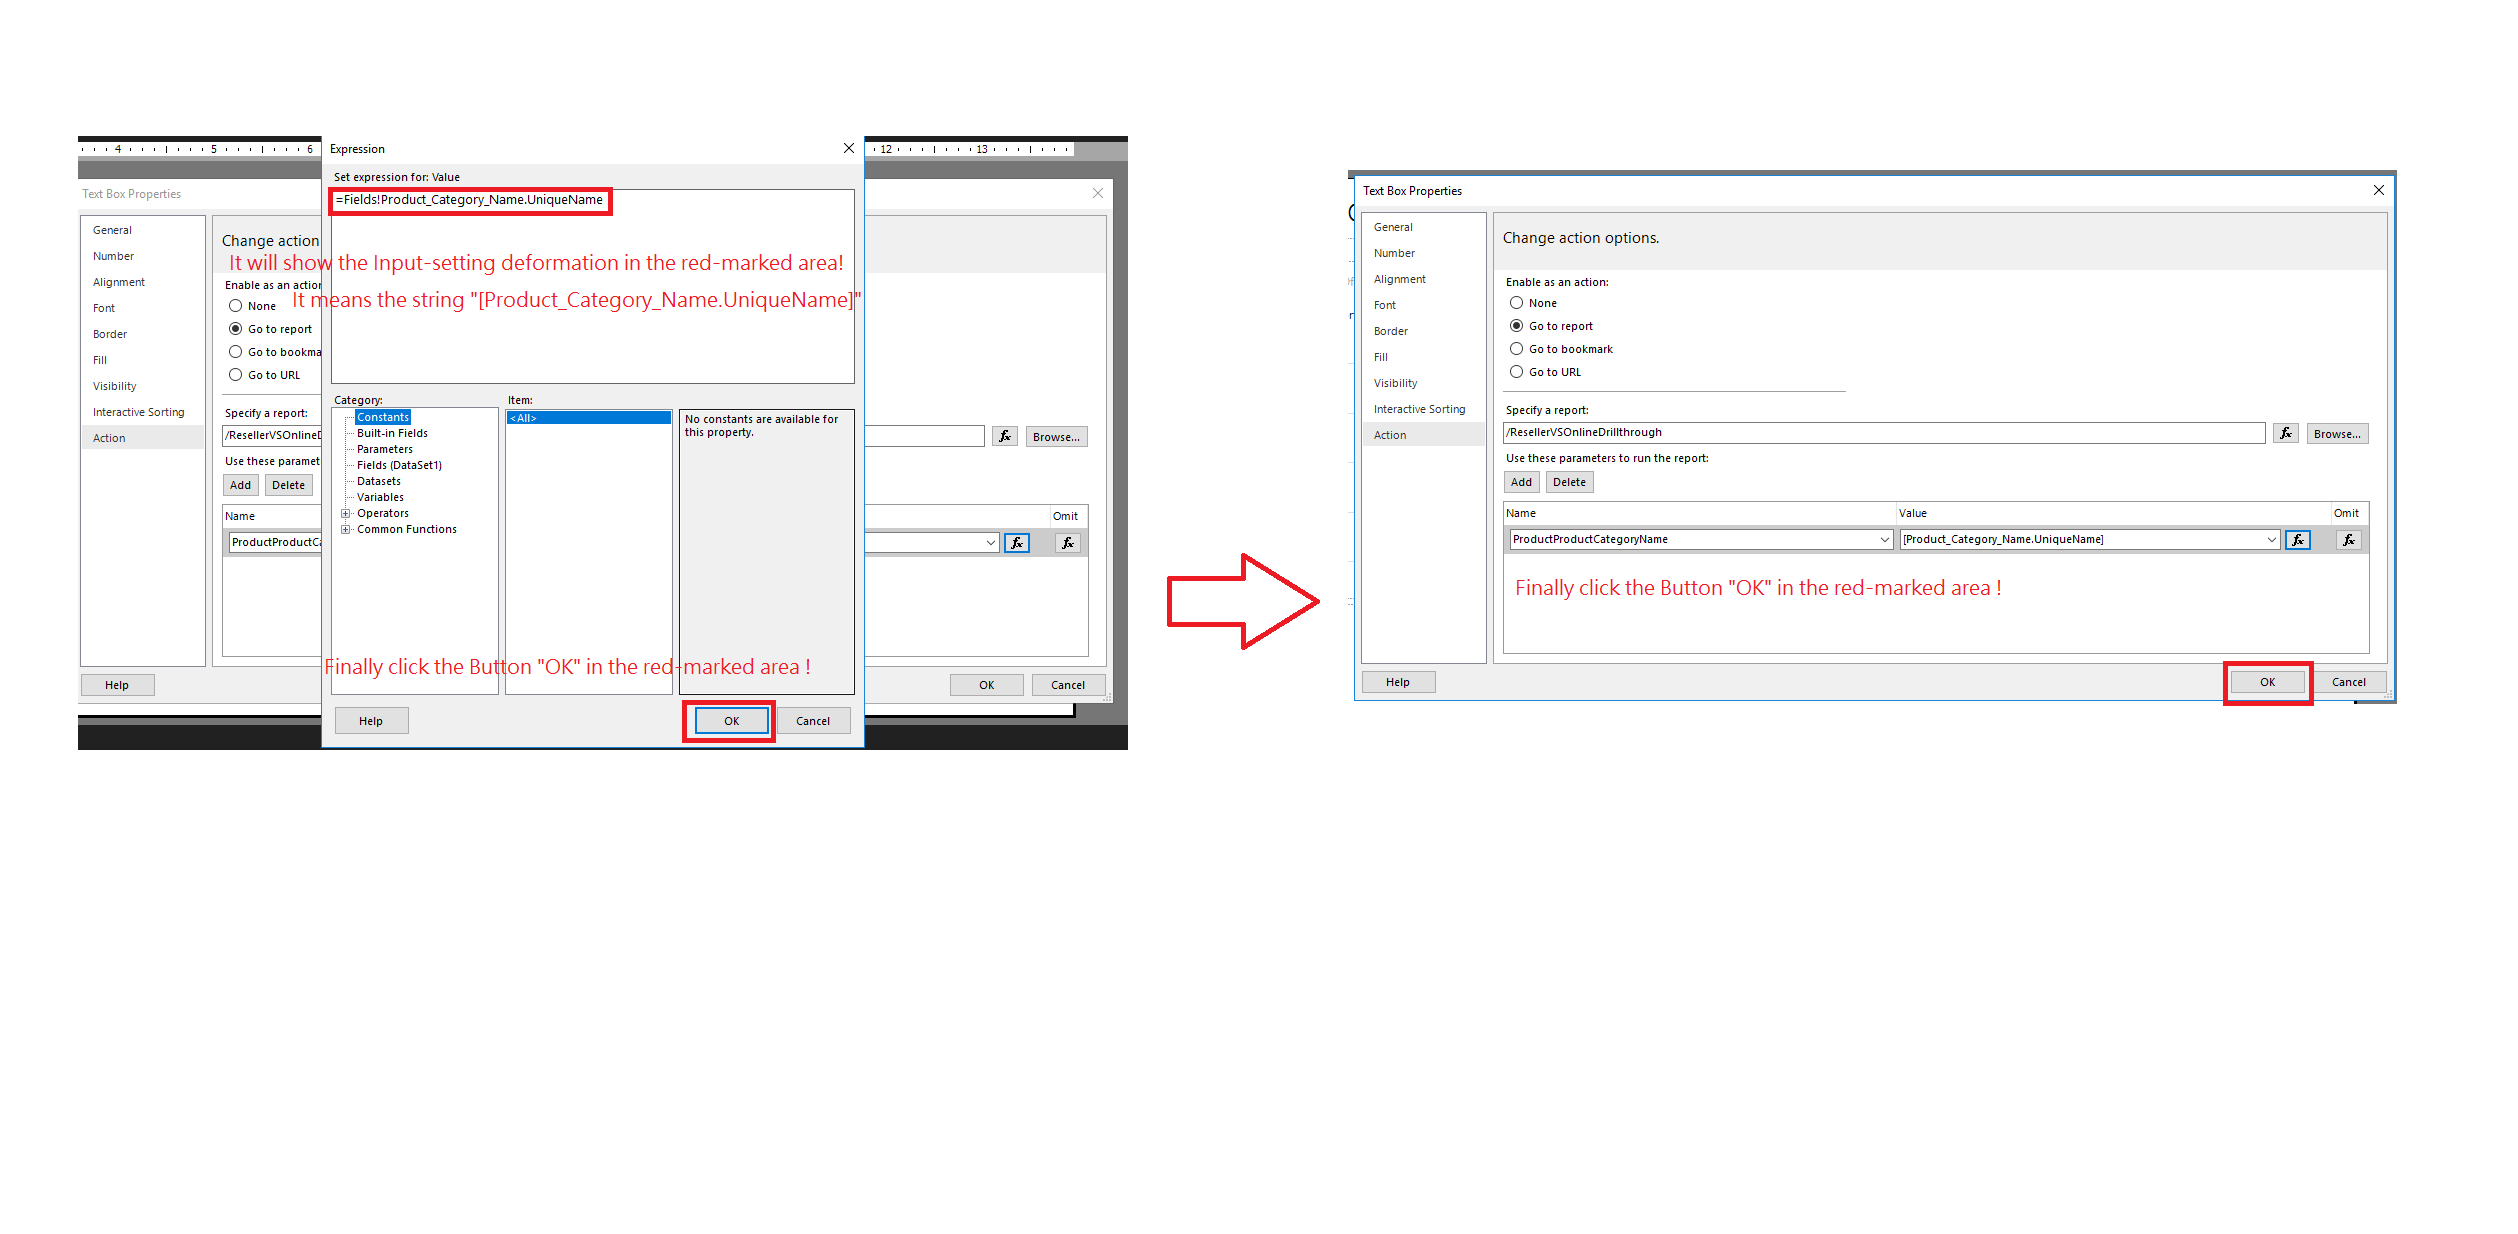 4 5 6
Expression
12 13
Set expression for: Value
Text Box Properties
=Fields!Product_Category_Name.UniqueName
General
Number
Alignment
Font
Border
Fill
Visibility
Interactive Sorting
Action
Change action
It will show the Input-setting deformation in the red-marked area!
Enable as an action
It means the string "[Product_Category_Name.UniqueName]"
None
Go to report
Go to bookma
Go to URL
Specify a report:
/ResellerVSOnlineD
fx
Browse...
Use these paramet
Add
Delete
Name
Omit
ProductProductCa
fx
fx
Category:
Constants
Built-in Fields
Parameters
Fields (DataSet1)
Datasets
Variables
Operators
Common Functions
Item:
<All>
No constants are available for
this property.
Finally click the Button "OK" in the red-marked area !
Help
OK
Cancel
Help
OK
Cancel
Text Box Properties
General
Number
Alignment
Font
Border
Fill
Visibility
Interactive Sorting
Action
Change action options.
Enable as an action:
None
Go to report
Go to bookmark
Go to URL
Specify a report:
/ResellerVSOnlineDrillthrough
fx
Browse...
Use these parameters to run the report:
Add
Delete
Name
Value
Omit
ProductProductCategoryName
[Product_Category_Name.UniqueName]
fx
fx
Finally click the Button "OK" in the red-marked area !
Help
OK
Cancel